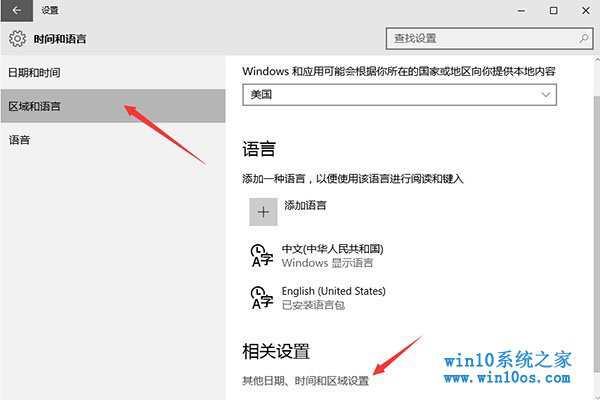 设置
时间和语言
查找设置
日期和时间
区域和语言
语音
Windows 和应用可能会根据你所在的国家或地区向你提供本地内容
美国
语言
添加一种语言，以便使用该语言进行阅读和键入
添加语言
中文(中华人民共和国)
Windows 显示语言
English (United States)
已安装语言包
相关设置
其他日期、时间和区域设置
win10系统之家
www.win10os.com